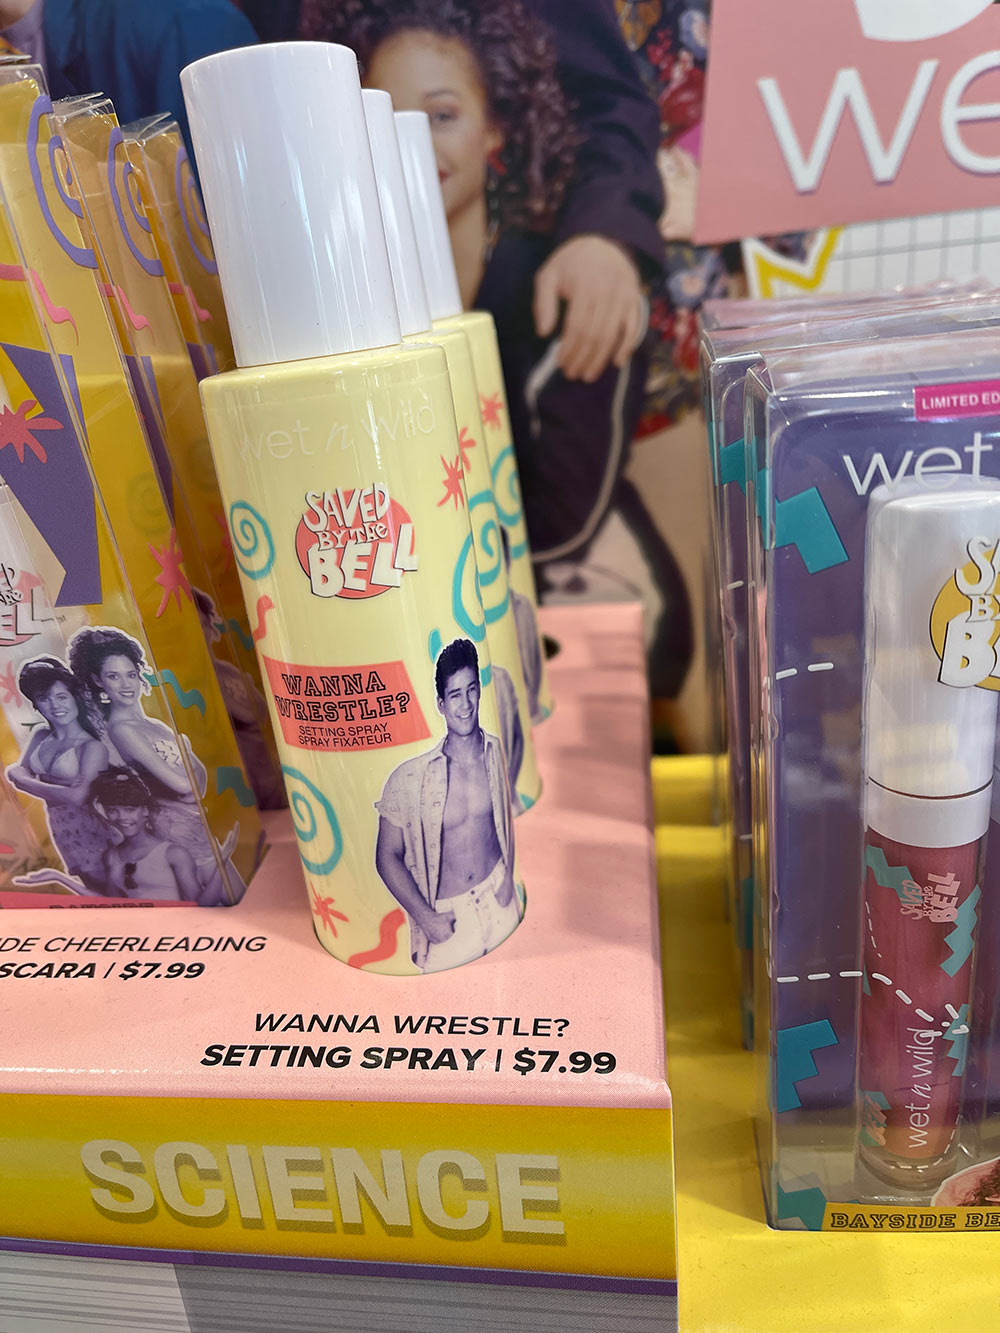 we
LIMITED ED
wet
wet n wild
SAVED
BY THE
BELL
WANNA
WRESTLE?
SETTING SPRAY
SPRAY FIXATEUR
SAVED
BY THE
BELL
wet n wild
BAYSIDE BE
DE CHEERLEADING
SCARA | $7.99
WANNA WRESTLE?
SETTING SPRAY | $7.99
SCIENCE